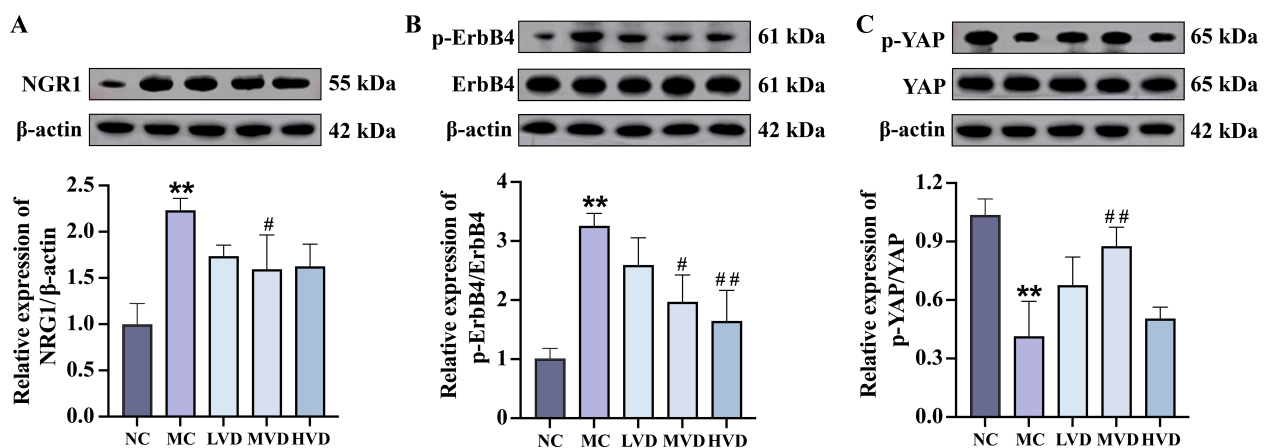 A
NGR1
55 kDa
β-actin
42 kDa
Relative expression of
NRG1/β-actin
2.5
2.0
1.5
1.0
0.5
0.0
**
#
NC MC LVD MVD HVD
B
p-ErbB4
61 kDa
ErbB4
61 kDa
β-actin
42 kDa
Relative expression of
p-ErbB4/ErbB4
4
3
2
1
0
**
#
##
NC MC LVD MVD HVD
C
p-YAP
65 kDa
YAP
65 kDa
β-actin
42 kDa
Relative expression of
p-YAP/YAP
1.2
0.9
0.6
0.3
0.0
**
##
NC MC LVD MVD HVD